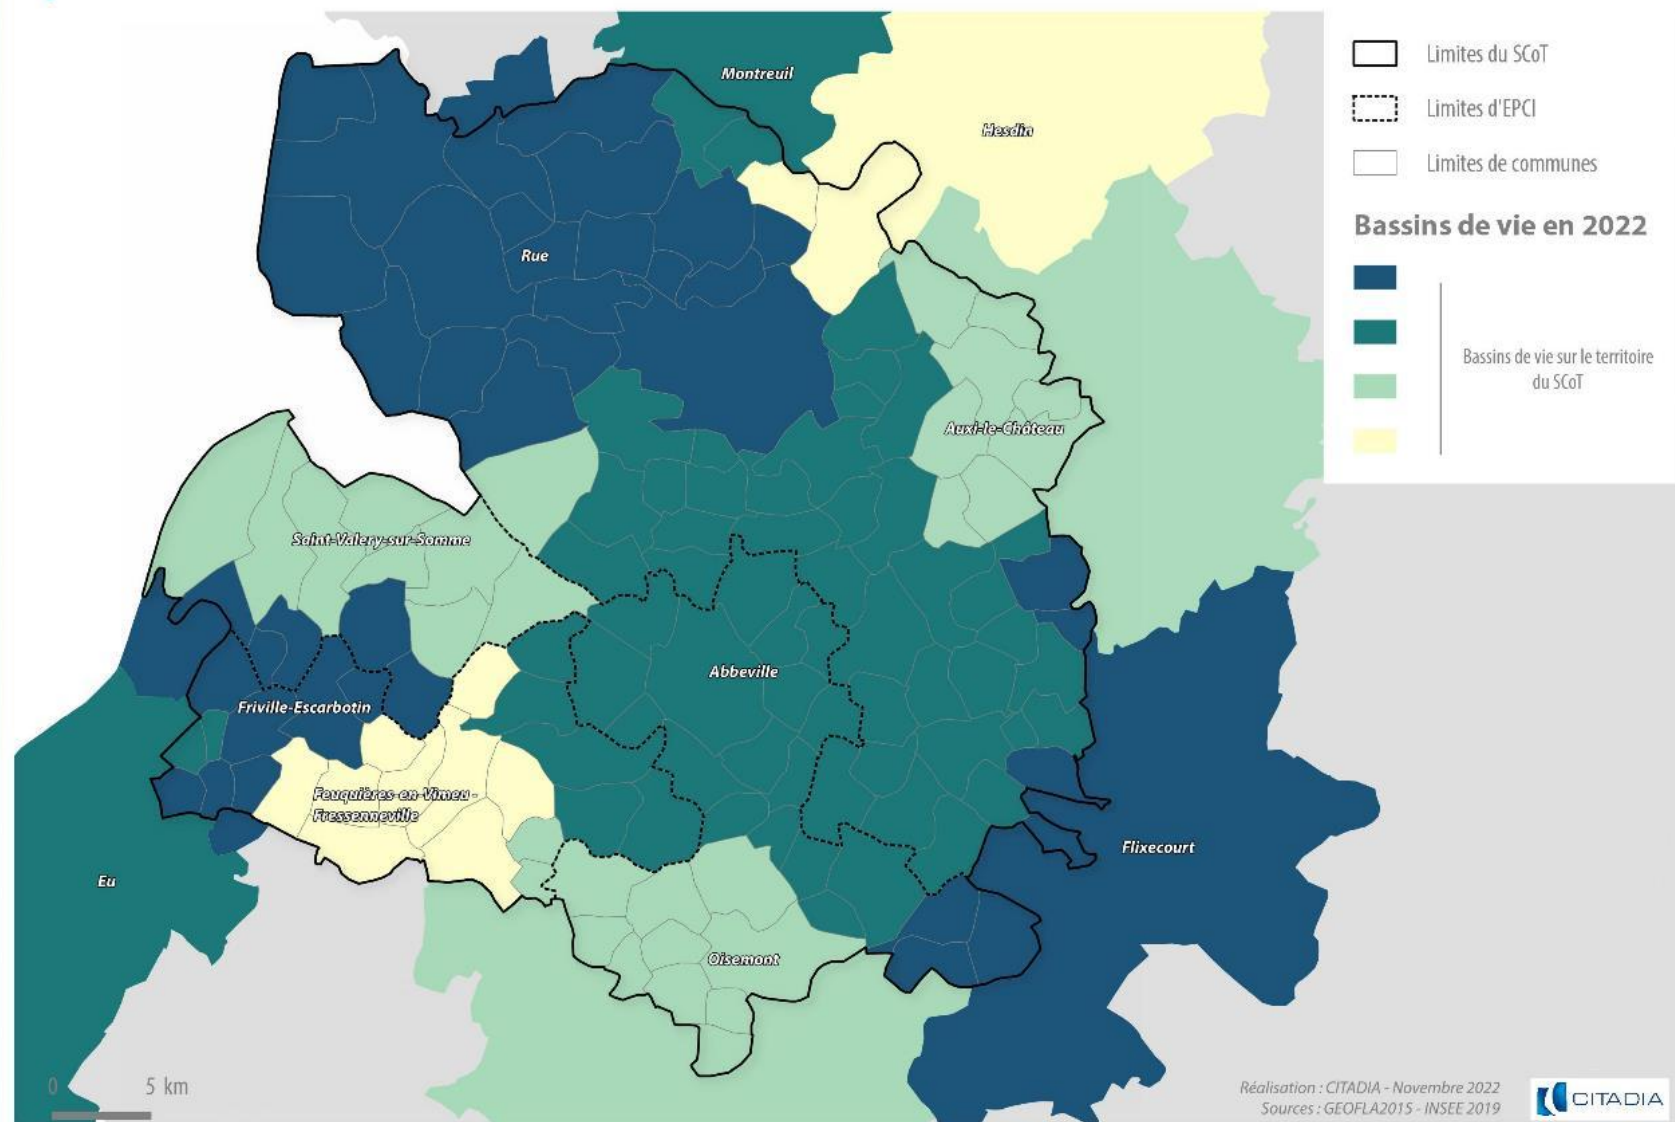 Limites du SCoT
Limites d'EPCI
Limites de communes
Bassins de vie en 2022
Bassins de vie sur le territoire
du SCoT
Montreuil
Hesdin
Rue
Auxi-le-Château
Saint-Valery-sur-Somme
Abbeville
Friville-Escarbotin
Feuquières-en-Vimeu -
Fressenneville
Flixecourt
Eu
Oisemont
0 5 km
Réalisation : CITADIA - Novembre 2022
Sources : GEOFLA2015 - INSEE 2019
CITADIA